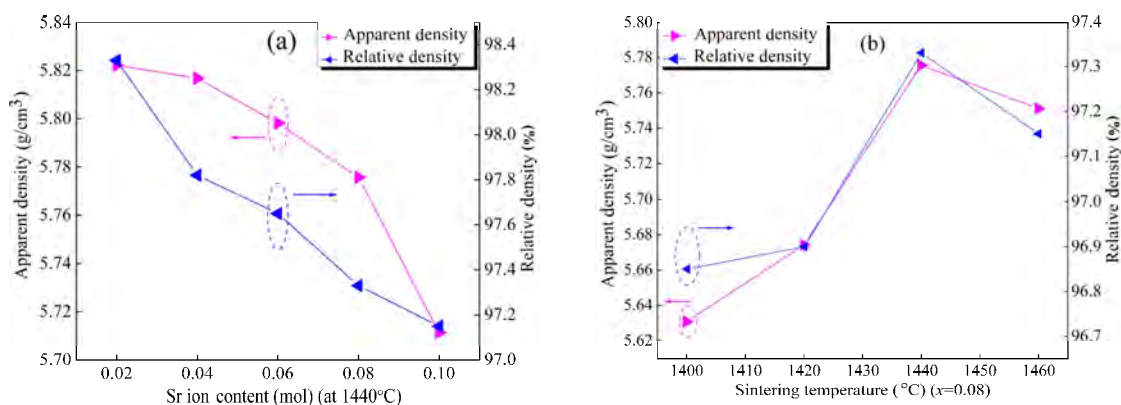 5.84
5.82
5.80
5.78
5.76
5.74
5.72
5.70
Apparent density (g/cm³)
(a)
Apparent density
Relative density
98.4
98.2
98.0
97.8
97.6
97.4
97.2
97.0
Relative density (%)
0.02 0.04 0.06 0.08 0.10
Sr ion content (mol) (at 1440°C)
5.80
5.78
5.76
5.74
5.72
5.70
5.68
5.66
5.64
5.62
Apparent density (g/cm³)
Apparent density
Relative density
(b)
97.4
97.3
97.2
97.1
97.0
96.9
96.8
96.7
Relative density (%)
1400 1410 1420 1430 1440 1450 1460
Sintering temperature (°C) (x=0.08)